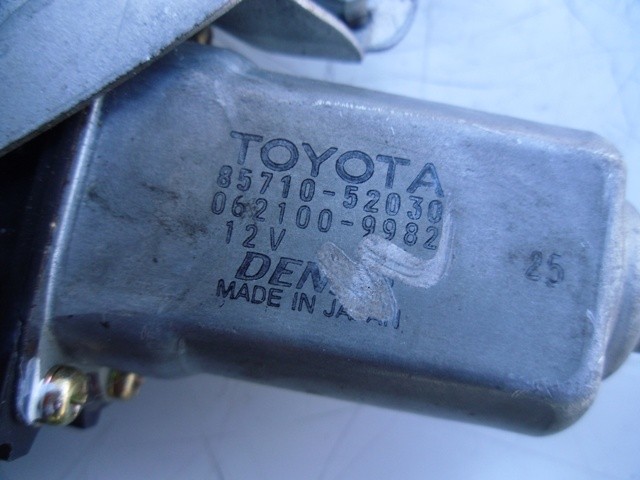 TOYOTA
85710-52030
062100-9982
12V
MADE IN JAPAN
25